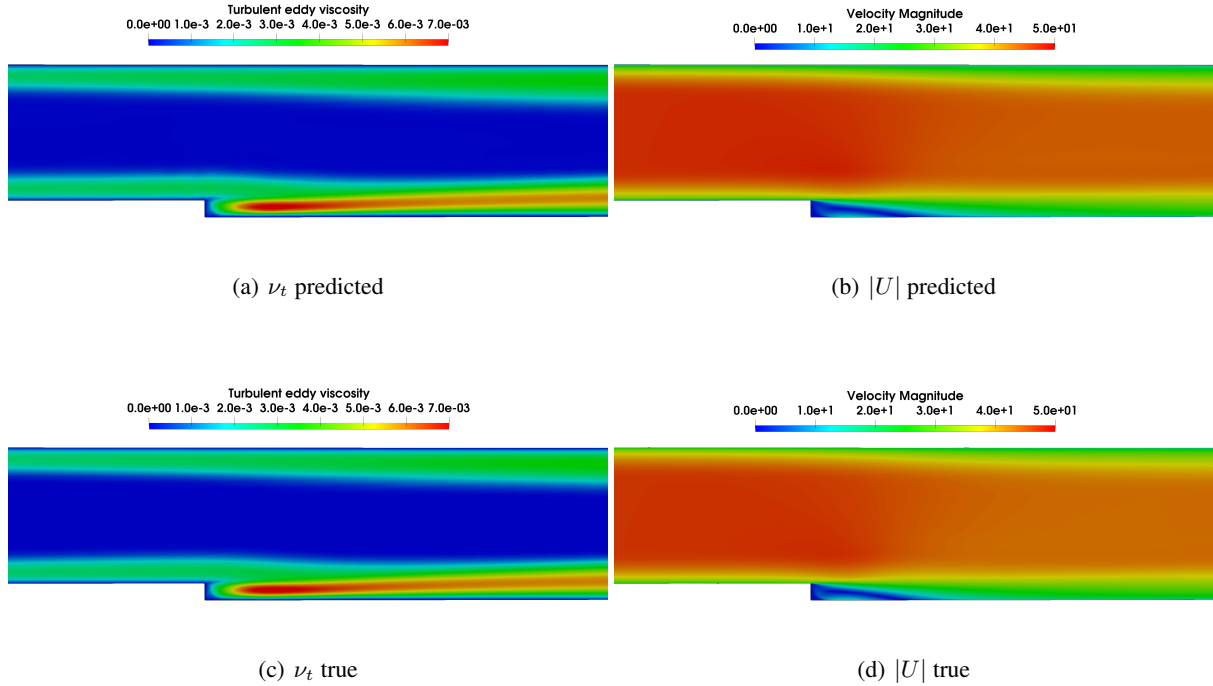 Turbulent eddy viscosity
0.0e+00 1.0e-3 2.0e-3 3.0e-3 4.0e-3 5.0e-3 6.0e-3 7.0e-03
Velocity Magnitude
0.0e+00 1.0e+1 2.0e+1 3.0e+1 4.0e+1 5.0e+01
(a) νt predicted
(b) |U| predicted
Turbulent eddy viscosity
0.0e+00 1.0e-3 2.0e-3 3.0e-3 4.0e-3 5.0e-3 6.0e-3 7.0e-03
Velocity Magnitude
0.0e+00 1.0e+1 2.0e+1 3.0e+1 4.0e+1 5.0e+01
(c) νt true
(d) |U| true